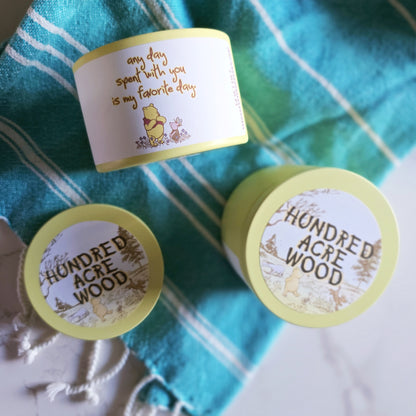 any day
spent with you
is my favorite day.
HUNDRED
ACRE
WOOD
HUNDRED
ACRE
WOOD